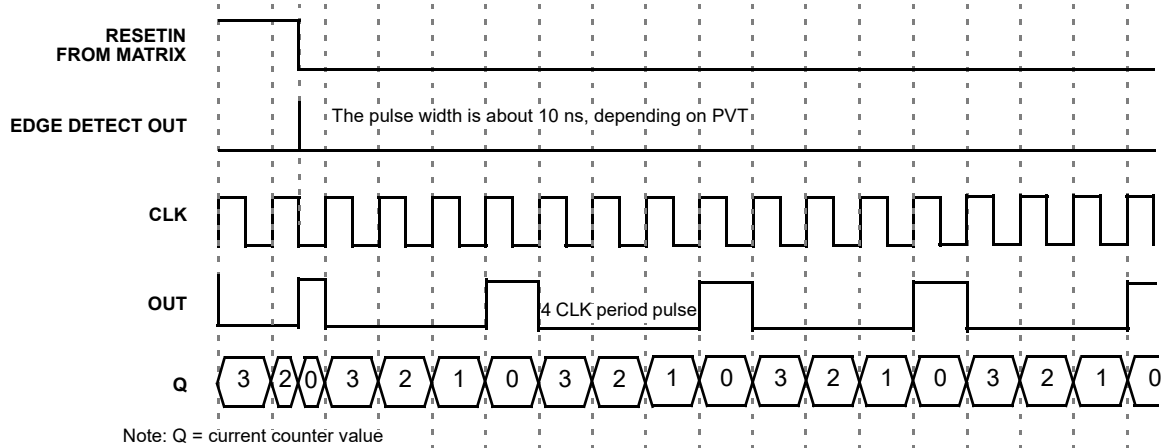 RESETIN
FROM MATRIX
EDGE DETECT OUT
The pulse width is about 10 ns, depending on PVT
CLK
OUT
4 CLK period pulse
Q
3 2 0 3 2 1 0 3 2 1 0 3 2 1 0 3 2 1 0
Note: Q = current counter value